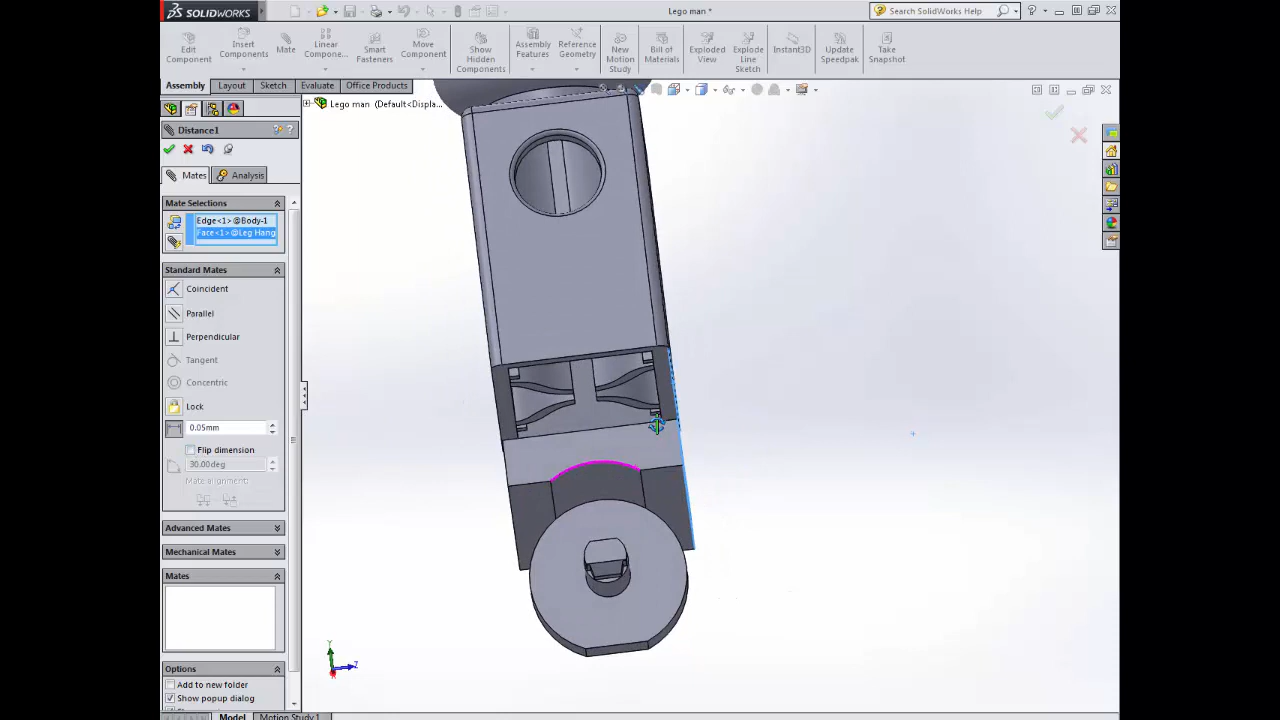 SOLIDWORKS
Lego man *
Search SolidWorks Help
Edit Component
Insert Components
Mate
Linear Compone...
Smart Fasteners
Move Component
Show Hidden Components
Assembly Features
Reference Geometry
New Motion Study
Bill of Materials
Exploded View
Explode Line Sketch
Instant3D
Update Speedpak
Take Snapshot
Assembly
Layout
Sketch
Evaluate
Office Products
Lego man (Default<Displa...
Distance1
Mates
Analysis
Mate Selections
Edge<1>@Body-1
Face<1>@Leg Hang
Standard Mates
Coincident
Parallel
Perpendicular
Tangent
Concentric
Lock
0.05mm
Flip dimension
30.00deg
Mate alignment:
Advanced Mates
Mechanical Mates
Mates
Options
Add to new folder
Show popup dialog
Y
Z
Model
Motion Study 1